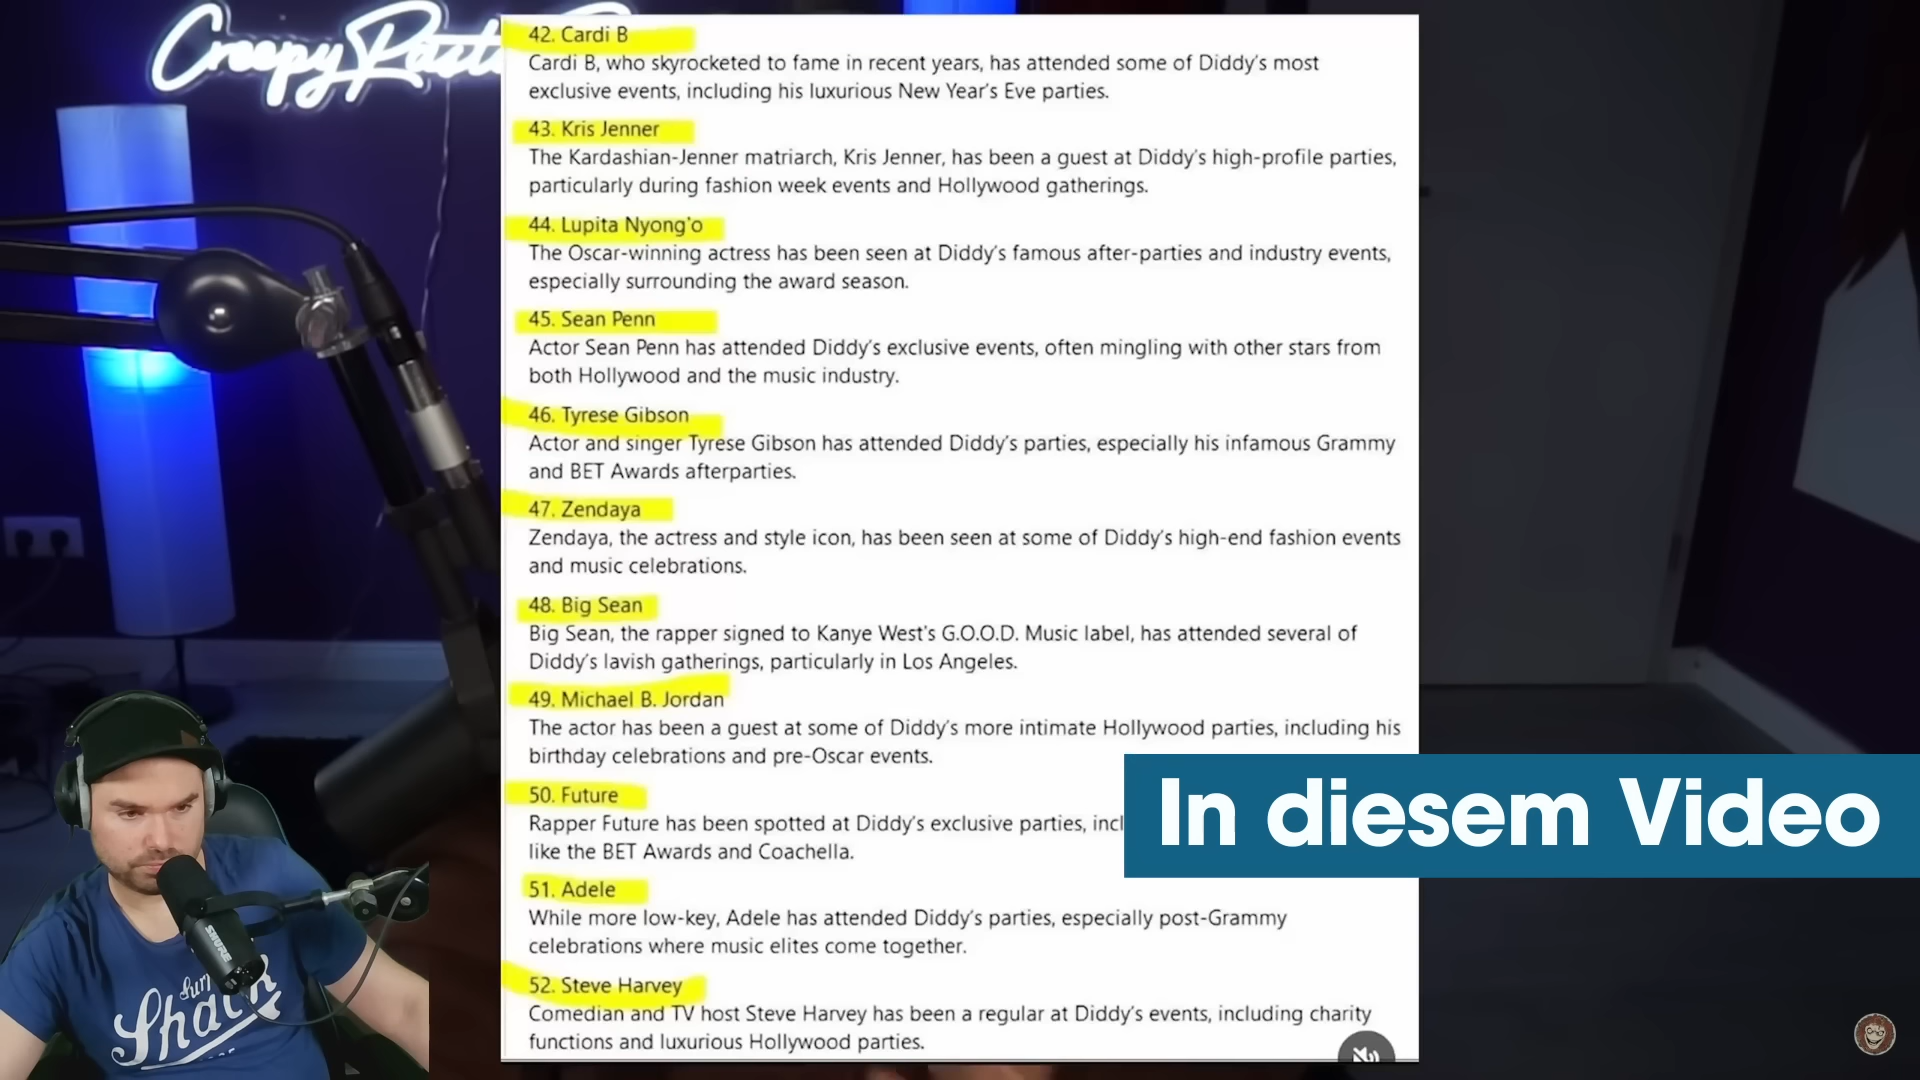 CreepyPaste
42. Cardi B
Cardi B, who skyrocketed to fame in recent years, has attended some of Diddy's most
exclusive events, including his luxurious New Year's Eve parties.
43. Kris Jenner
The Kardashian-Jenner matriarch, Kris Jenner, has been a guest at Diddy's high-profile parties,
particularly during fashion week events and Hollywood gatherings.
44. Lupita Nyong'o
The Oscar-winning actress has been seen at Diddy's famous after-parties and industry events,
especially surrounding the award season.
45. Sean Penn
Actor Sean Penn has attended Diddy's exclusive events, often mingling with other stars from
both Hollywood and the music industry.
46. Tyrese Gibson
Actor and singer Tyrese Gibson has attended Diddy's parties, especially his infamous Grammy
and BET Awards afterparties.
47. Zendaya
Zendaya, the actress and style icon, has been seen at some of Diddy's high-end fashion events
and music celebrations.
48. Big Sean
Big Sean, the rapper signed to Kanye West's G.O.O.D. Music label, has attended several of
Diddy's lavish gatherings, particularly in Los Angeles.
49. Michael B. Jordan
The actor has been a guest at some of Diddy's more intimate Hollywood parties, including his
birthday celebrations and pre-Oscar events.
50. Future
Rapper Future has been spotted at Diddy's exclusive parties, incl
like the BET Awards and Coachella.
In diesem Video
51. Adele
While more low-key, Adele has attended Diddy's parties, especially post-Grammy
celebrations where music elites come together.
52. Steve Harvey
Comedian and TV host Steve Harvey has been a regular at Diddy's events, including charity
functions and luxurious Hollywood parties.
SHURE
Shack